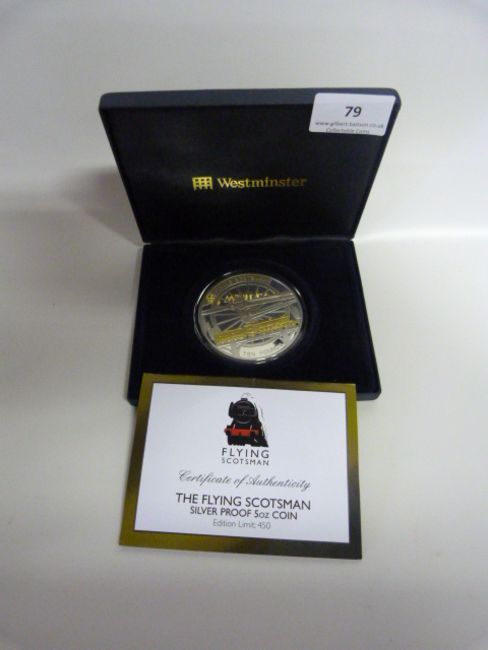 79
www.gilbert-baitson.co.uk
Collectable Coins
Westminster
TEN
FLYING
SCOTSMAN
Certificate of Authenticity
THE FLYING SCOTSMAN
SILVER PROOF 5oz COIN
Edition Limit: 450